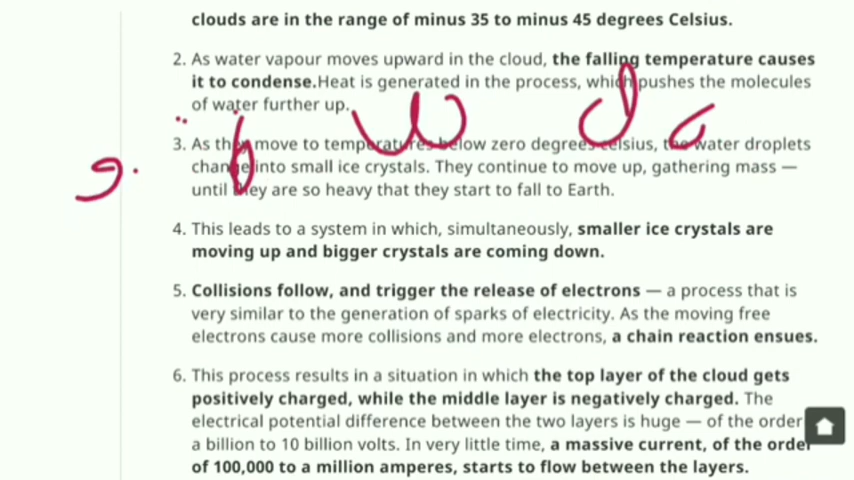 clouds are in the range of minus 35 to minus 45 degrees Celsius.
2. As water vapour moves upward in the cloud, the falling temperature causes
it to condense.Heat is generated in the process, which pushes the molecules
of water further up.
3. As they move to temperatures below zero degrees celsius, the water droplets
change into small ice crystals. They continue to move up, gathering mass —
until they are so heavy that they start to fall to Earth.
4. This leads to a system in which, simultaneously, smaller ice crystals are
moving up and bigger crystals are coming down.
5. Collisions follow, and trigger the release of electrons — a process that is
very similar to the generation of sparks of electricity. As the moving free
electrons cause more collisions and more electrons, a chain reaction ensues.
6. This process results in a situation in which the top layer of the cloud gets
positively charged, while the middle layer is negatively charged. The
electrical potential difference between the two layers is huge — of the order
a billion to 10 billion volts. In very little time, a massive current, of the order
of 100,000 to a million amperes, starts to flow between the layers.